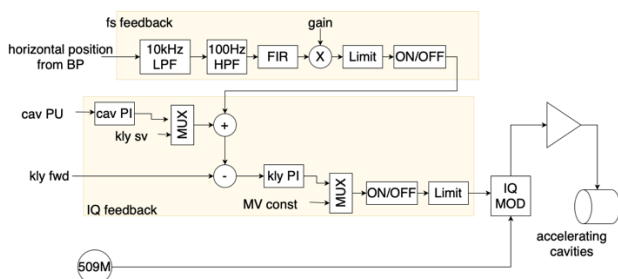 fs feedback
gain
horizontal position
from BP
10kHz
LPF
100Hz
HPF
FIR
X
Limit
ON/OFF
cav PU
cav PI
kly sv
MUX
+
kly fwd
-
kly PI
MV const
MUX
ON/OFF
Limit
IQ
MOD
IQ feedback
accelerating
cavities
509M